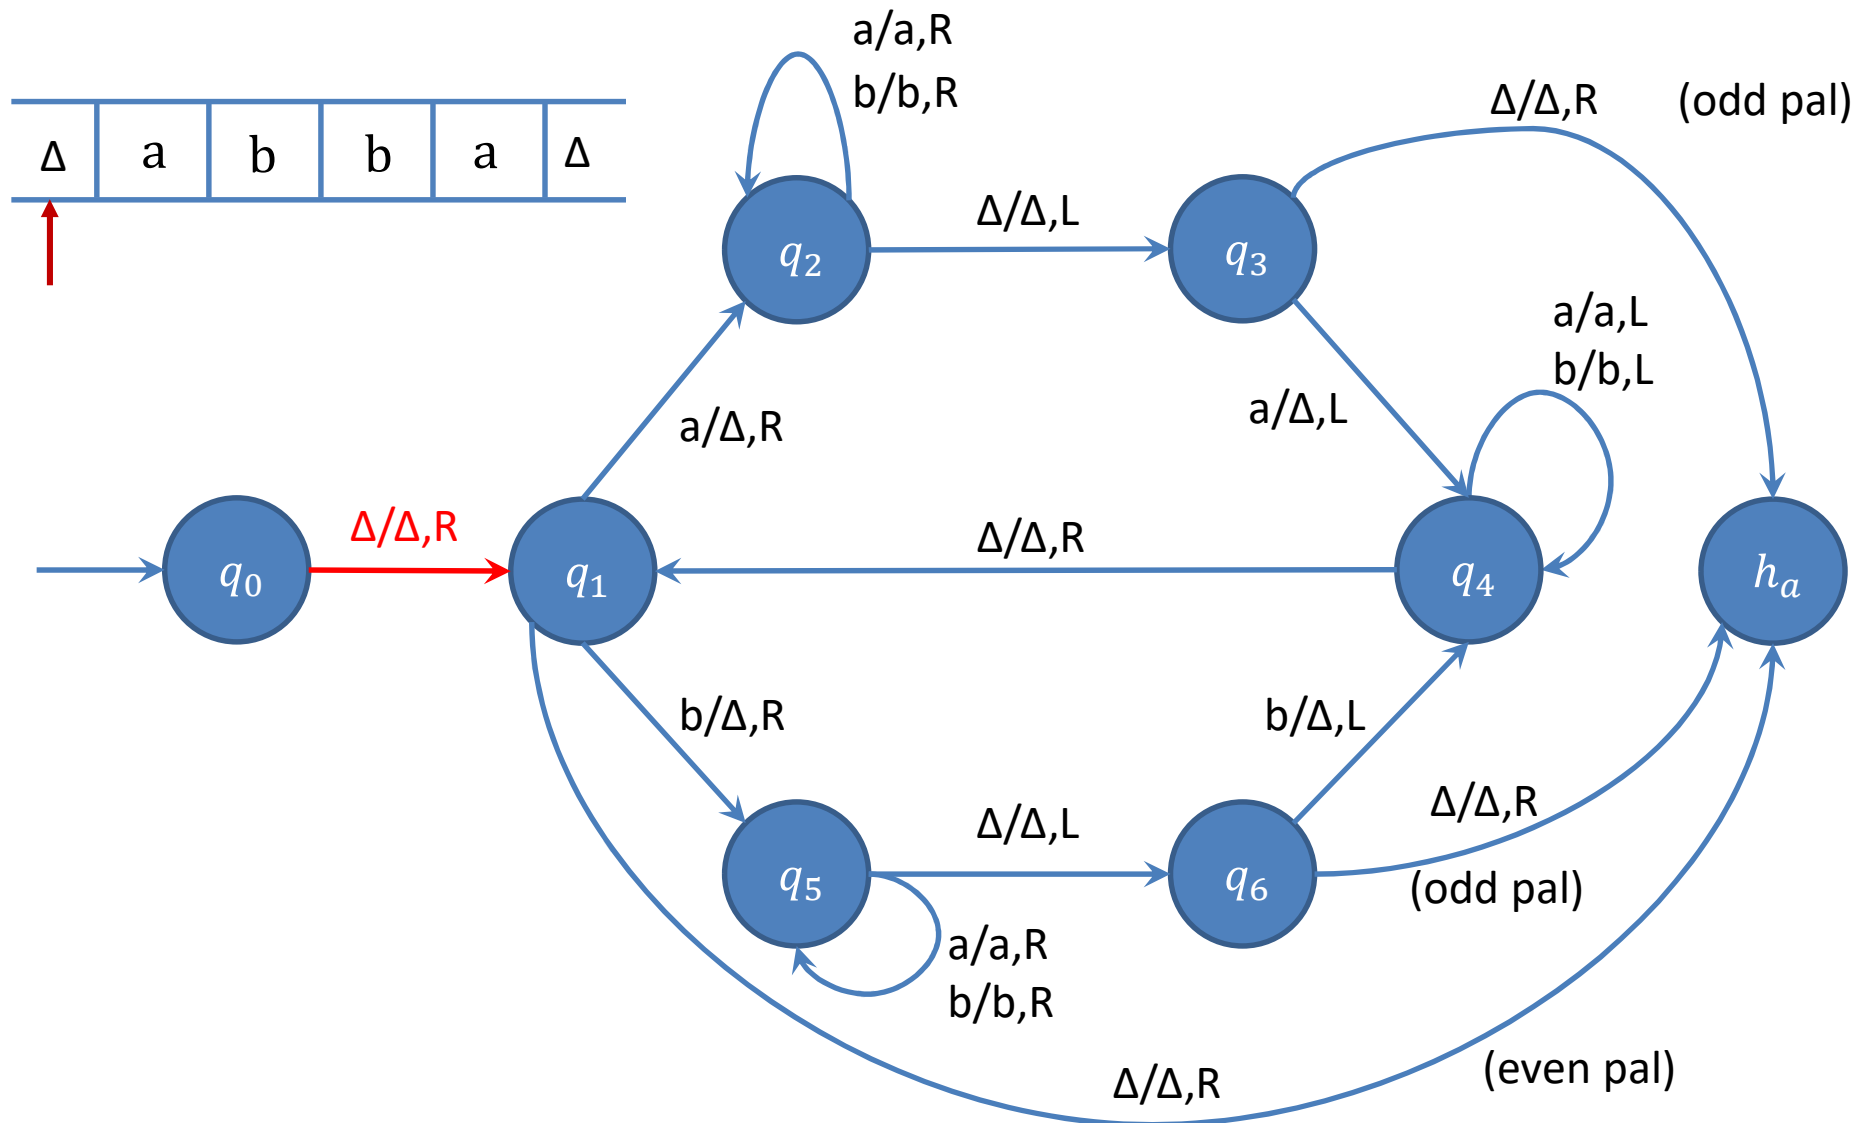 a/a,R
b/b,R
Δ/Δ,R
(odd pal)
Δ a b b a Δ
Δ/Δ,L
q₂
q₃
a/a,L
b/b,L
a/Δ,R
a/Δ,L
Δ/Δ,R
Δ/Δ,R
q₀
q₁
q₄
hₐ
b/Δ,R
b/Δ,L
Δ/Δ,L
Δ/Δ,R
q₅
q₆
(odd pal)
a/a,R
b/b,R
Δ/Δ,R
(even pal)